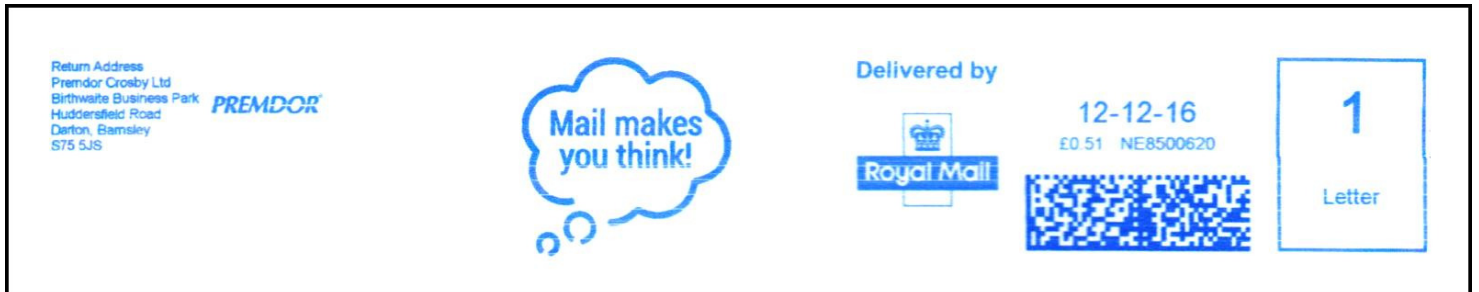 Return Address
Premdor Crosby Ltd
Birthwaite Business Park
Huddersfield Road
Darton, Barnsley
S75 5JS
PREMDOR®
Mail makes
you think!
Delivered by
Royal Mail
12-12-16
£0.51 NE8500620
1
Letter